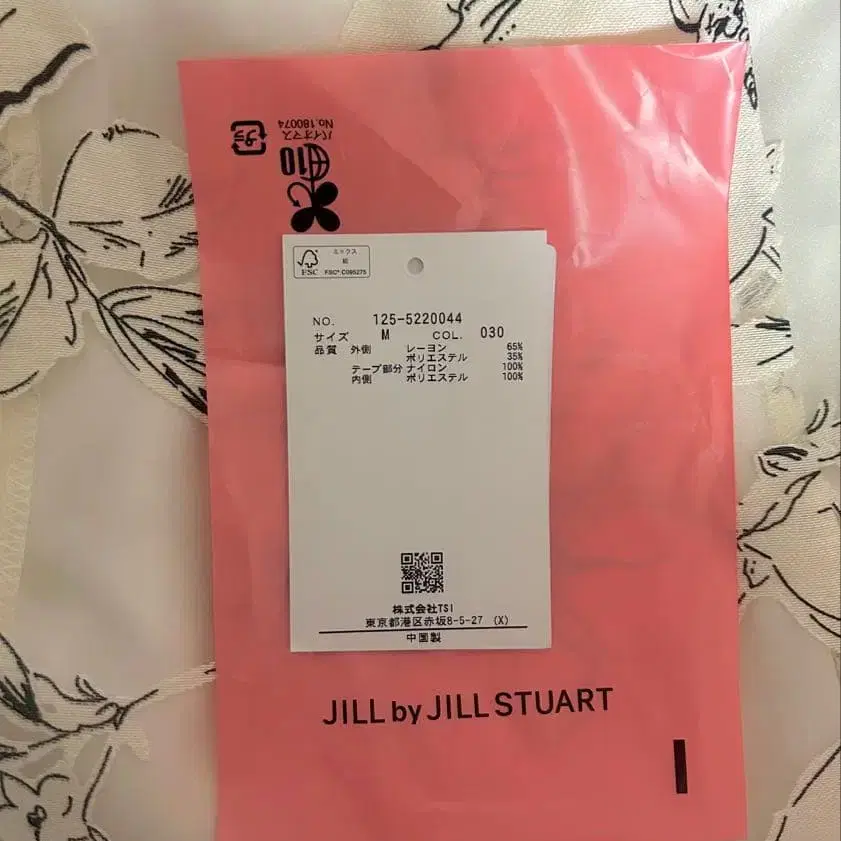 バイオマス
No.180074
10
プラ
FSC
ミックス
紙
FSC® C095275
NO. 125-5220044
サイズ M COL. 030
品質 外側 レーヨン 65%
ポリエステル 35%
テープ部分 ナイロン 100%
内側 ポリエステル 100%
株式会社TSI
東京都港区赤坂8-5-27 (X)
中国製
JILL by JILL STUART